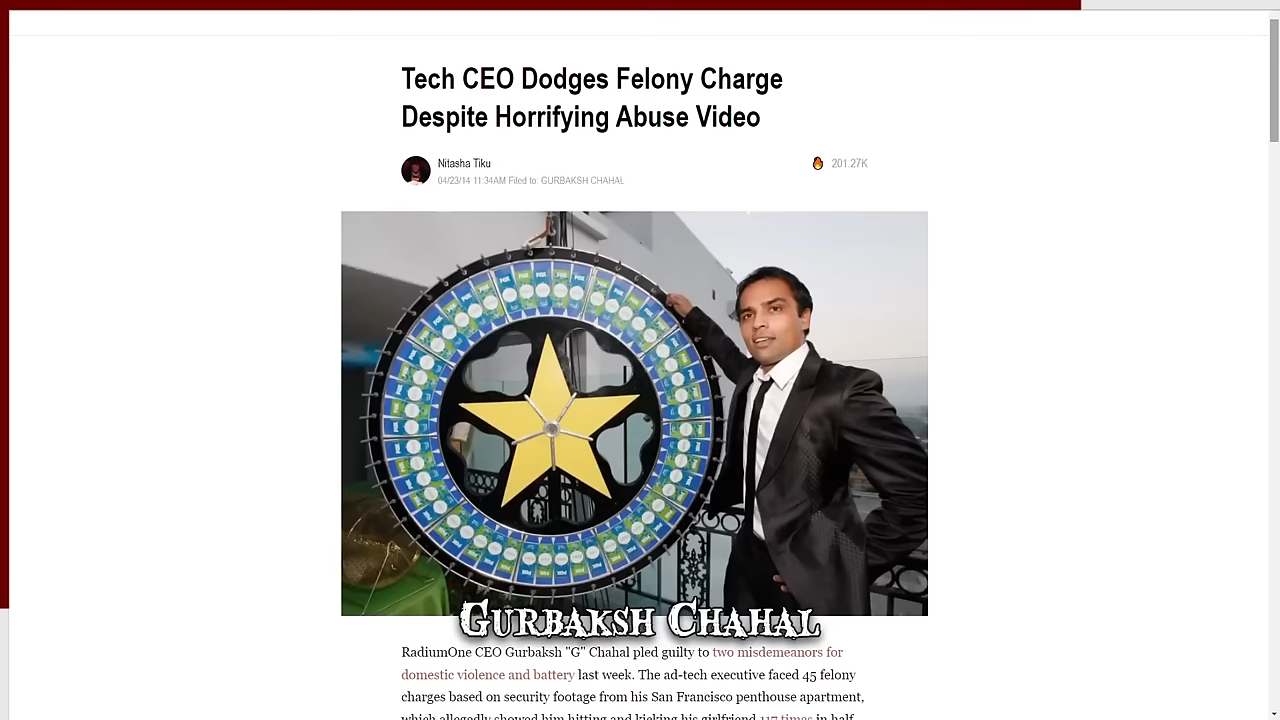 Tech CEO Dodges Felony Charge
Despite Horrifying Abuse Video
Nitasha Tiku
201.27K
04/23/14 11:34AM Filed to: GURBAKSH CHAHAL
GURBAKSH CHAHAL
RadiumOne CEO Gurbaksh "G" Chahal pled guilty to two misdemeanors for
domestic violence and battery last week. The ad-tech executive faced 45 felony
charges based on security footage from his San Francisco penthouse apartment,
which allegedly showed him hitting and kicking his girlfriend 117 times in half